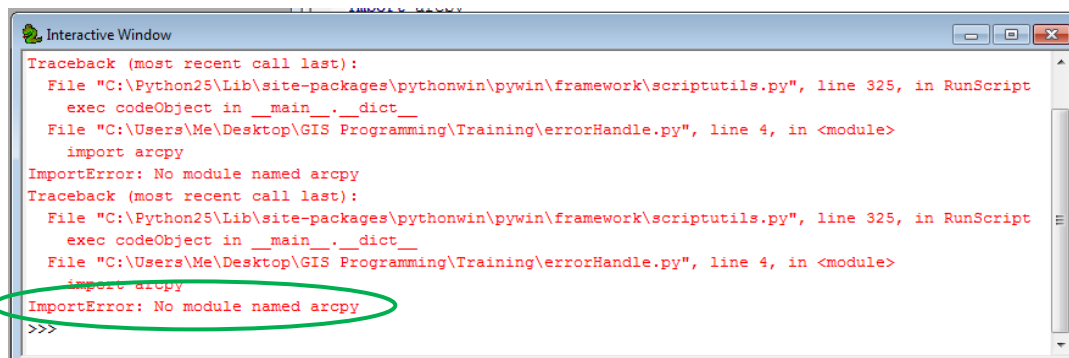 import arcpy
Interactive Window
Traceback (most recent call last):
File "C:\Python25\Lib\site-packages\pythonwin\pywin\framework\scriptutils.py", line 325, in RunScript
exec codeObject in __main__.__dict__
File "C:\Users\Me\Desktop\GIS Programming\Training\errorHandle.py", line 4, in <module>
import arcpy
ImportError: No module named arcpy
Traceback (most recent call last):
File "C:\Python25\Lib\site-packages\pythonwin\pywin\framework\scriptutils.py", line 325, in RunScript
exec codeObject in __main__.__dict__
File "C:\Users\Me\Desktop\GIS Programming\Training\errorHandle.py", line 4, in <module>
import arcpy
ImportError: No module named arcpy
>>>